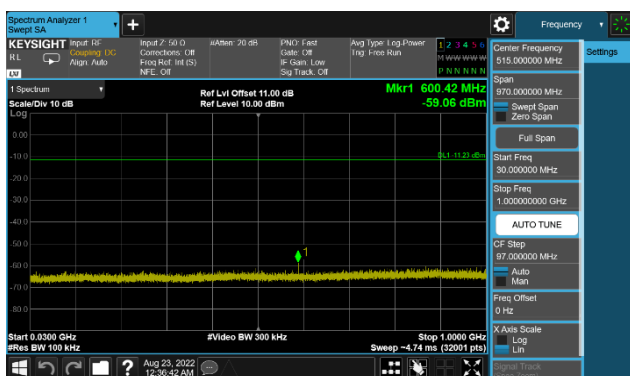 Spectrum Analyzer 1
Swept SA
Frequency
KEYSIGHT
Input: RF
Coupling: DC
Align: Auto
Input Z: 50 Ω
Corrections: Off
Freq Ref: Int (S)
NFE: Off
#Atten: 20 dB
PNO: Fast
Gate: Off
IF Gain: Low
Sig Track: Off
Avg Type: Log-Power
Trig: Free Run
1 2 3 4 5 6
M W W W W W
P N N N N N
R L
LXI
1 Spectrum
Scale/Div 10 dB
Log
Ref Lvl Offset 11.00 dB
Ref Level 10.00 dBm
Mkr1 600.42 MHz
-59.06 dBm
0.00
-10.0
-20.0
-30.0
-40.0
-50.0
-60.0
-70.0
-80.0
DL1 -11.23 dBm
1
Start 0.0300 GHz
#Res BW 100 kHz
#Video BW 300 kHz
Stop 1.0000 GHz
Sweep ~4.74 ms (32001 pts)
Center Frequency
515.000000 MHz
Settings
Span
970.000000 MHz
Swept Span
Zero Span
Full Span
Start Freq
30.000000 MHz
Stop Freq
1.000000000 GHz
AUTO TUNE
CF Step
97.000000 MHz
Auto
Man
Freq Offset
0 Hz
X Axis Scale
Log
Lin
Signal Track
?
Aug 23, 2022
12:36:42 AM